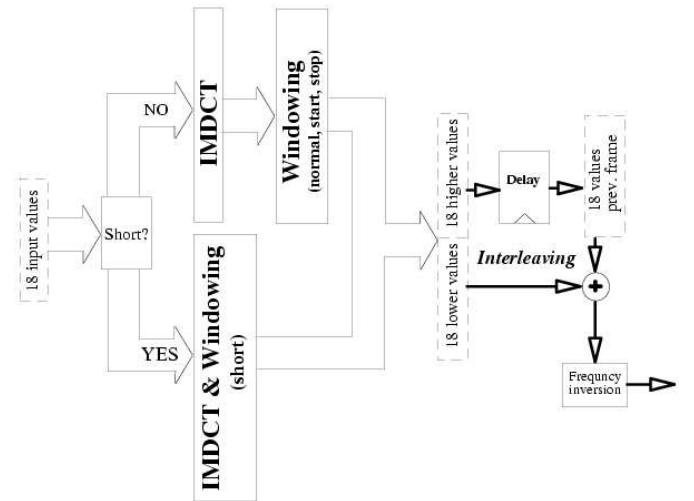 18 input values
Short?
NO
YES
IMDCT
Windowing
(normal, start, stop)
IMDCT & Windowing
(short)
18 higher values
18 lower values
Delay
18 values
prev. frame
Interleaving
+
Frequncy
inversion